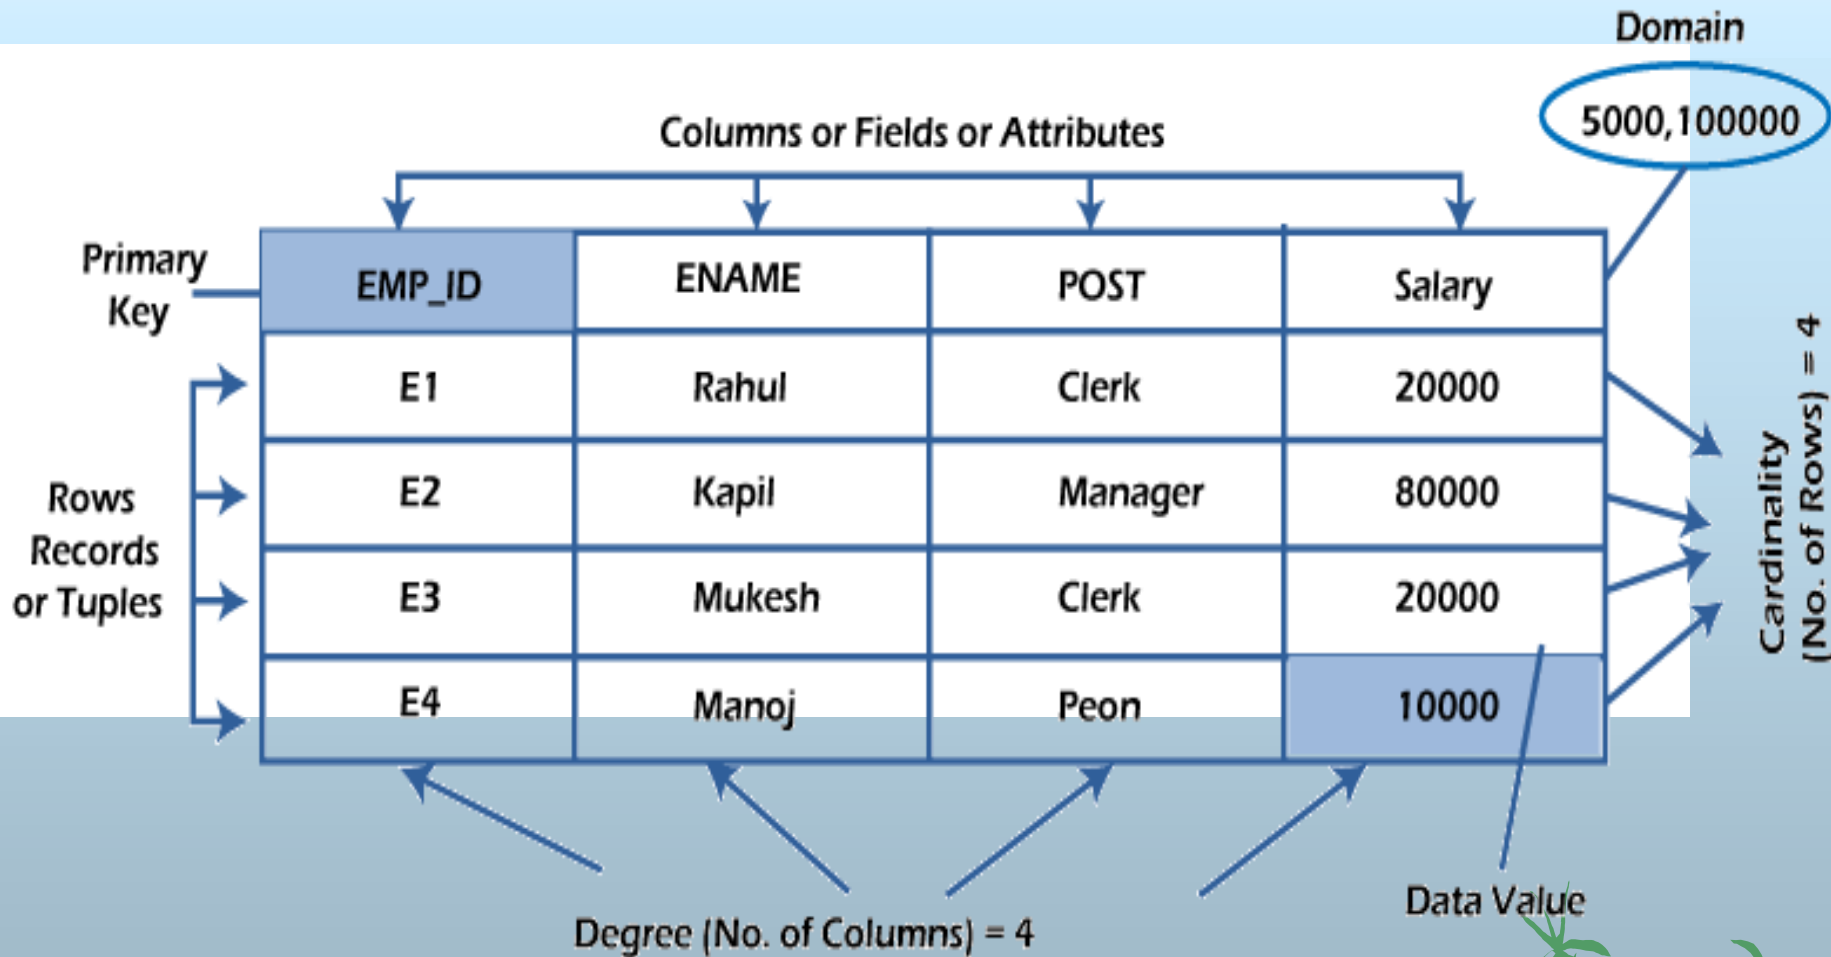 Domain
5000,100000
Columns or Fields or Attributes
Primary
Key
EMP_ID ENAME POST Salary
E1 Rahul Clerk 20000
E2 Kapil Manager 80000
E3 Mukesh Clerk 20000
E4 Manoj Peon 10000
Rows
Records
or Tuples
Cardinality
(No. of Rows) = 4
Data Value
Degree (No. of Columns) = 4